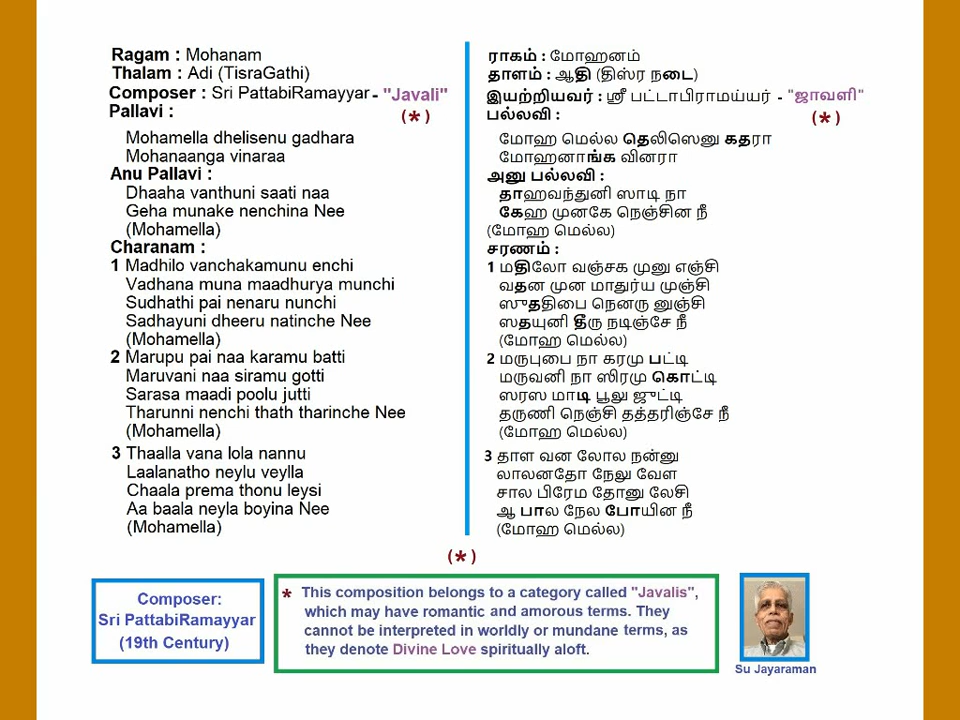 Ragam : Mohanam
Thalam : Adi (TisraGathi)
Composer : Sri PattabiRamayyar - "Javali"
(*)
Pallavi :
Mohamella dhelisenu gadhara
Mohanaanga vinaraa
Anu Pallavi :
Dhaaha vanthuni saati naa
Geha munake nenchina Nee
(Mohamella)
Charanam :
1 Madhilo vanchakamunu enchi
Vadhana muna maadhurya munchi
Sudhathi pai nenaru nunchi
Sadhayuni dheeru natinche Nee
(Mohamella)
2 Marupu pai naa karamu batti
Maruvani naa siramu gotti
Sarasa maadi poolu jutti
Tharunni nenchi thath tharinche Nee
(Mohamella)
3 Thaalla vana lola nannu
Laalanatho neylu veylla
Chaala prema thonu leysi
Aa baala neyla boyina Nee
(Mohamella)
ராகம் : மோஹனம்
தாளம் : ஆதி (திஸ்ர நடை)
இயற்றியவர் : ஸ்ரீ பட்டாபிராமய்யர் - "ஜாவளி"
(*)
பல்லவி :
மோஹ மெல்ல தெலிஸெனு கதரா
மோஹனாங்க வினரா
அனு பல்லவி :
தாஹவந்துனி ஸாடி நா
கேஹ முனகே நெஞ்சின நீ
(மோஹ மெல்ல)
சரணம் :
1 மதிலோ வஞ்சக முனு எஞ்சி
வதன முன மாதுர்ய முஞ்சி
ஸுததிபை நெனரு னுஞ்சி
ஸதயுனி தீரு நடிஞ்சே நீ
(மோஹ மெல்ல)
2 மருபுபை நா கரமு பட்டி
மருவனி நா ஸிரமு கொட்டி
ஸரஸ மாடி பூலு ஜுட்டி
தருணி நெஞ்சி தத்தரிஞ்சே நீ
(மோஹ மெல்ல)
3 தாள வன லோல நன்னு
லாலனதோ நேலு வேள
சால பிரேம தோனு லேசி
ஆ பால நேல போயின நீ
(மோஹ மெல்ல)
(*)
Composer:
Sri PattabiRamayyar
(19th Century)
* This composition belongs to a category called "Javalis",
which may have romantic and amorous terms. They
cannot be interpreted in worldly or mundane terms, as
they denote Divine Love spiritually aloft.
Su Jayaraman